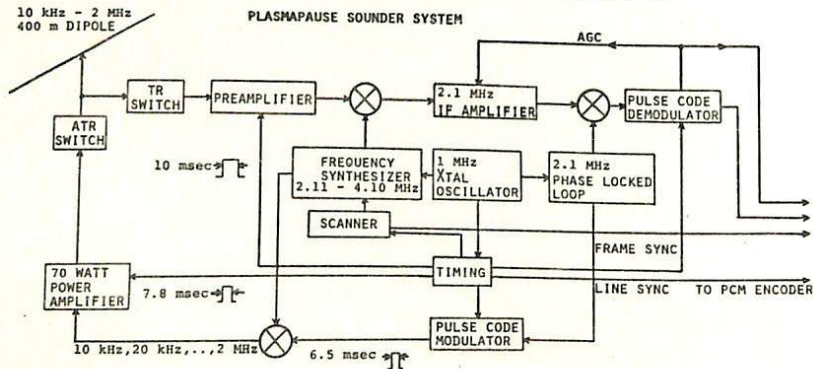 10 kHz - 2 MHz
400 m DIPOLE
PLASMAPAUSE SOUNDER SYSTEM
AGC
TR
SWITCH
PREAMPLIFIER
2.1 MHz
IF AMPLIFIER
PULSE CODE
DEMODULATOR
ATR
SWITCH
10 msec
FREQUENCY
SYNTHESIZER
2.11 - 4.10 MHz
1 MHz
XTAL
OSCILLATOR
2.1 MHz
PHASE LOCKED
LOOP
SCANNER
FRAME SYNC
70 WATT
POWER
AMPLIFIER
TIMING
7.8 msec
LINE SYNC TO PCM ENCODER
PULSE CODE
MODULATOR
10 kHz,20 kHz,..,2 MHz
6.5 msec